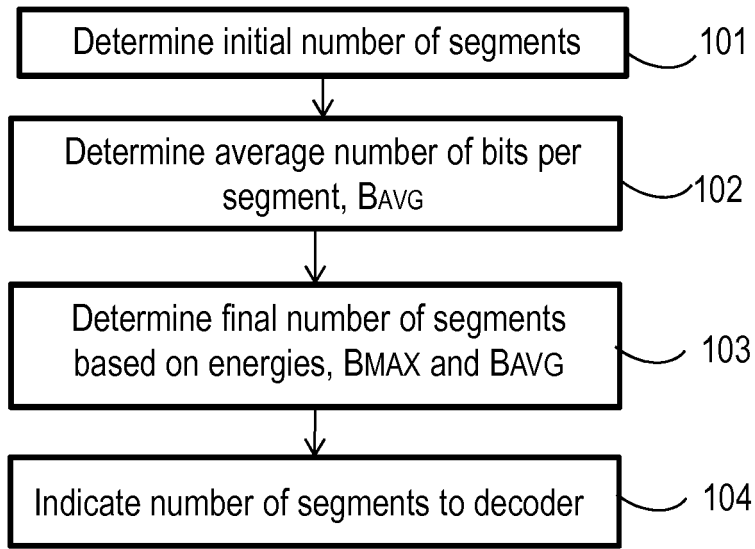 Determine initial number of segments
101
Determine average number of bits per
segment, BAVG
102
Determine final number of segments
based on energies, BMAX and BAVG
103
Indicate number of segments to decoder
104